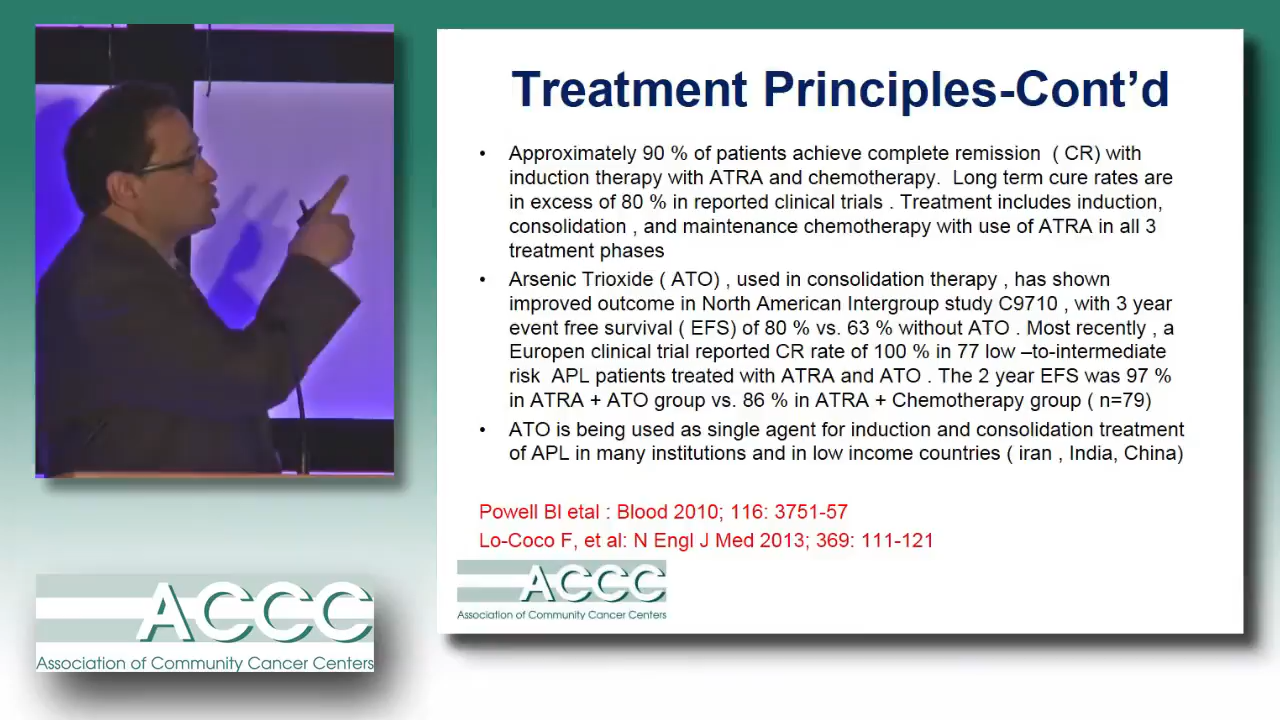 Treatment Principles-Cont'd
• Approximately 90 % of patients achieve complete remission ( CR) with
induction therapy with ATRA and chemotherapy. Long term cure rates are
in excess of 80 % in reported clinical trials . Treatment includes induction,
consolidation , and maintenance chemotherapy with use of ATRA in all 3
treatment phases
• Arsenic Trioxide ( ATO) , used in consolidation therapy , has shown
improved outcome in North American Intergroup study C9710 , with 3 year
event free survival ( EFS) of 80 % vs. 63 % without ATO . Most recently , a
Europen clinical trial reported CR rate of 100 % in 77 low –to-intermediate
risk APL patients treated with ATRA and ATO . The 2 year EFS was 97 %
in ATRA + ATO group vs. 86 % in ATRA + Chemotherapy group ( n=79)
• ATO is being used as single agent for induction and consolidation treatment
of APL in many institutions and in low income countries ( iran , India, China)
Powell Bl etal : Blood 2010; 116: 3751-57
Lo-Coco F, et al: N Engl J Med 2013; 369: 111-121
ACCC
Association of Community Cancer Centers
ACCC
Association of Community Cancer Centers